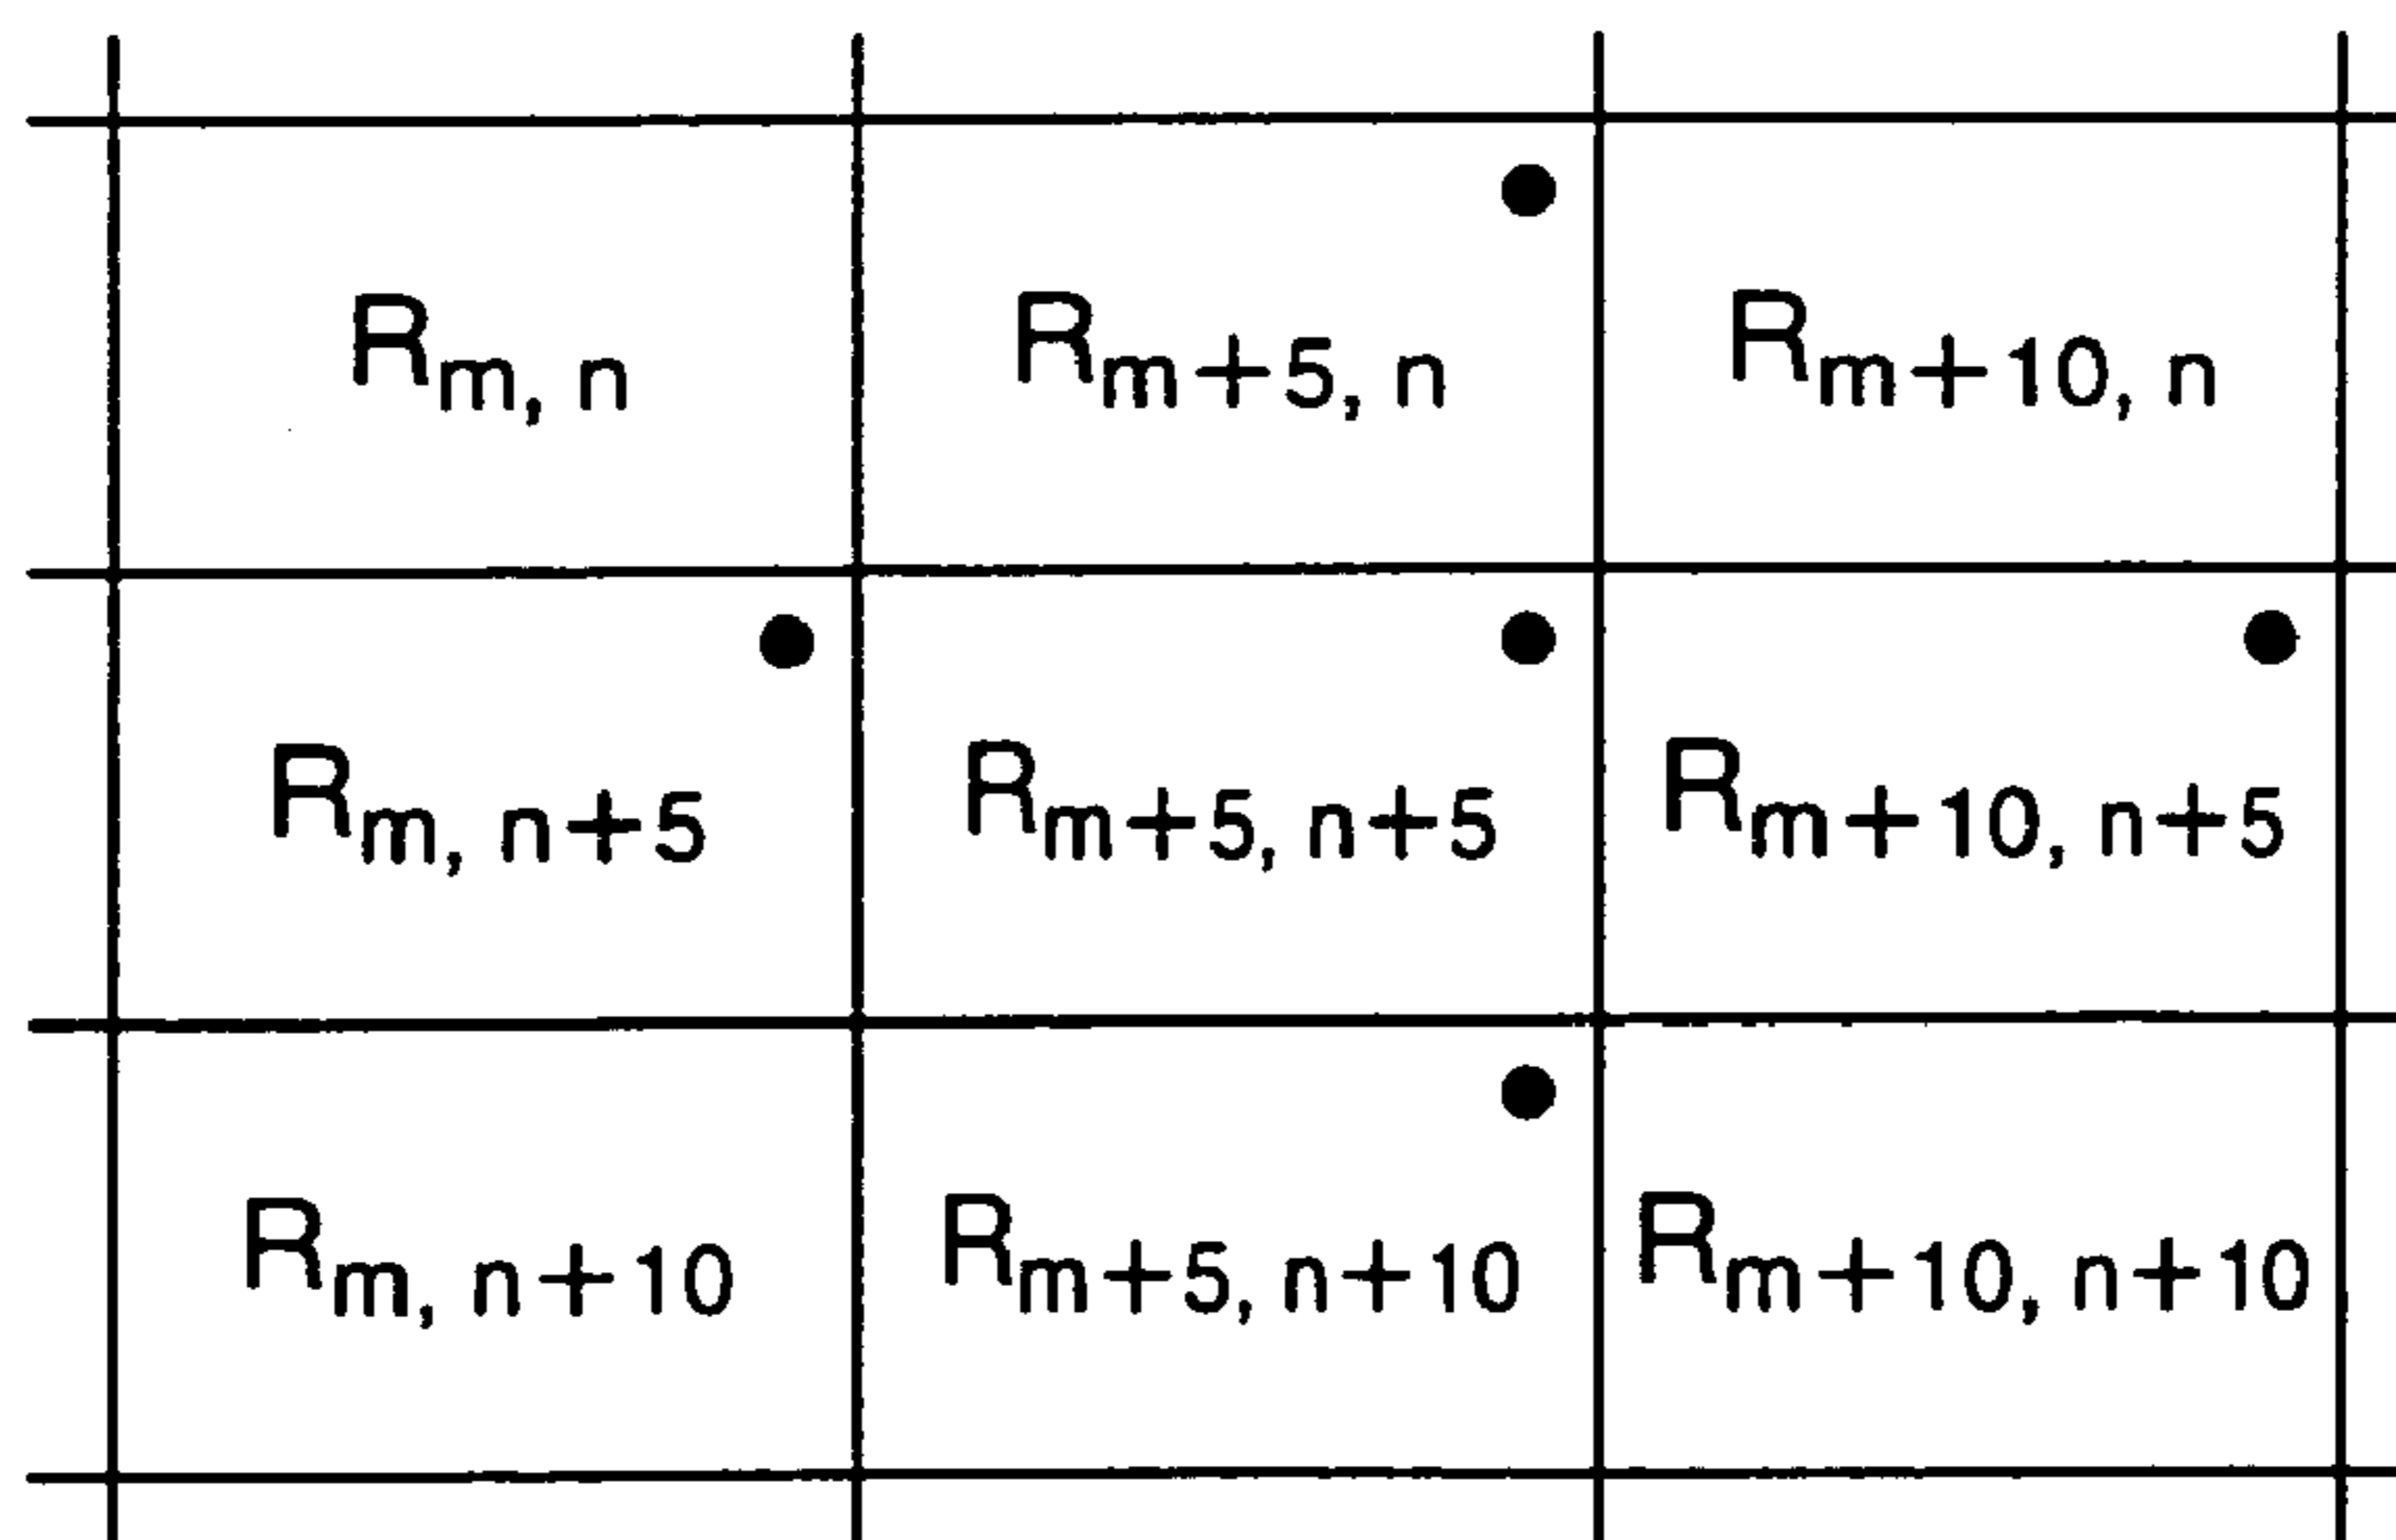 Rm, n Rm+5, n Rm+10, n
Rm, n+5 Rm+5, n+5 Rm+10, n+5
Rm, n+10 Rm+5, n+10 Rm+10, n+10